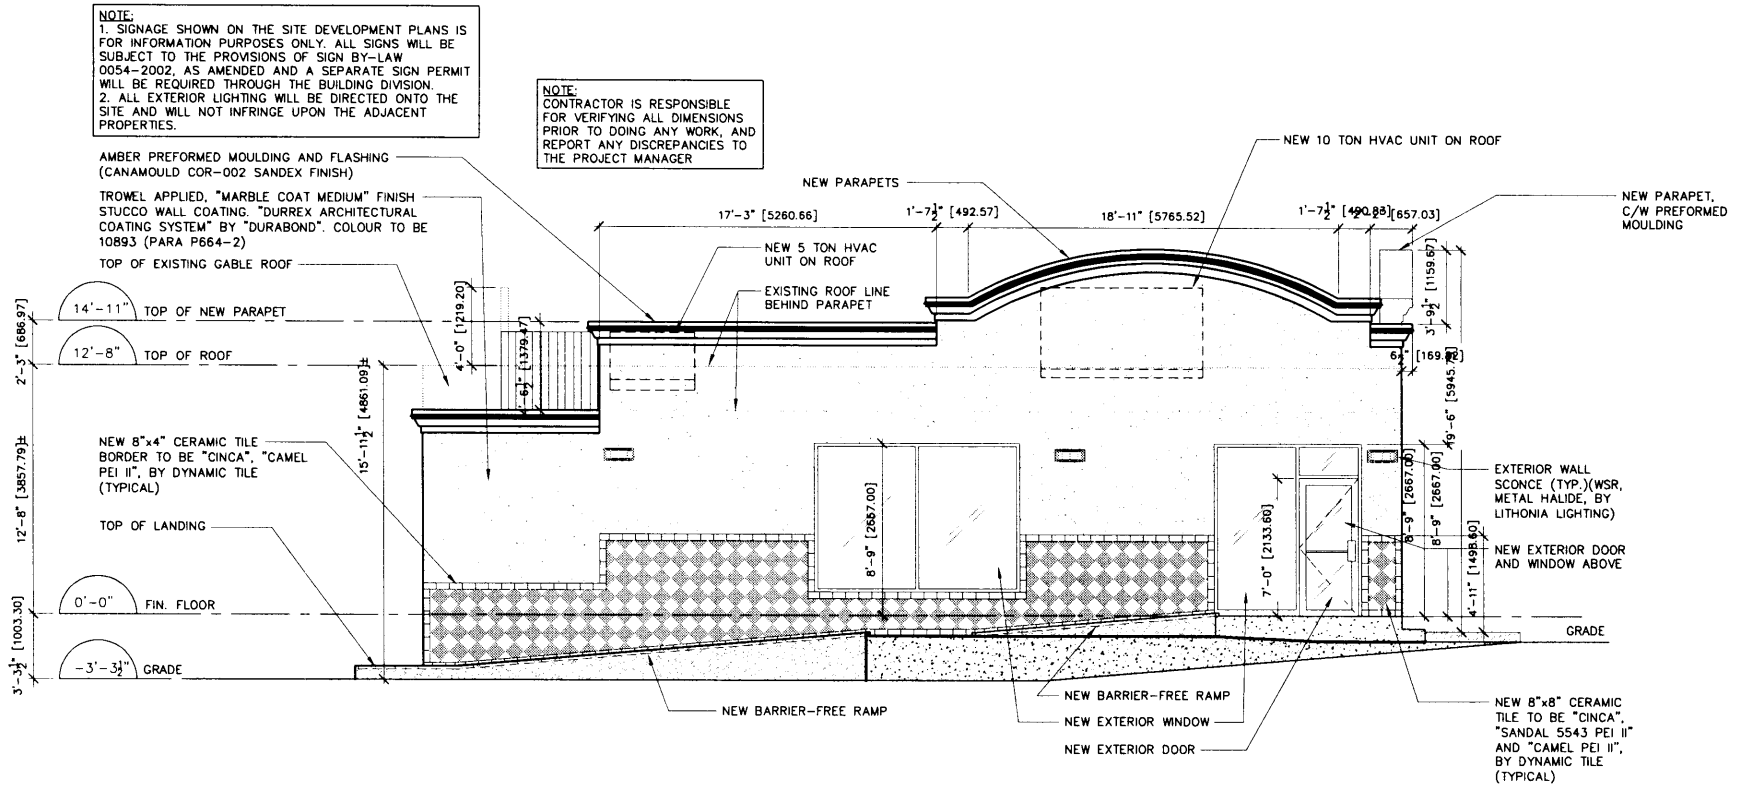 NOTE:
1. SIGNAGE SHOWN ON THE SITE DEVELOPMENT PLANS IS
FOR INFORMATION PURPOSES ONLY. ALL SIGNS WILL BE
SUBJECT TO THE PROVISIONS OF SIGN BY-LAW
0054-2002, AS AMENDED AND A SEPARATE SIGN PERMIT
WILL BE REQUIRED THROUGH THE BUILDING DIVISION.
2. ALL EXTERIOR LIGHTING WILL BE DIRECTED ONTO THE
SITE AND WILL NOT INFRINGE UPON THE ADJACENT
PROPERTIES.
NOTE:
CONTRACTOR IS RESPONSIBLE
FOR VERIFYING ALL DIMENSIONS
PRIOR TO DOING ANY WORK, AND
REPORT ANY DISCREPANCIES TO
THE PROJECT MANAGER
AMBER PREFORMED MOULDING AND FLASHING
(CANAMOULD COR-002 SANDEX FINISH)
TROWEL APPLIED, "MARBLE COAT MEDIUM" FINISH
STUCCO WALL COATING. "DURREX ARCHITECTURAL
COATING SYSTEM" BY "DURABOND". COLOUR TO BE
10893 (PARA P664-2)
TOP OF EXISTING GABLE ROOF
14'-11" TOP OF NEW PARAPET
12'-8" TOP OF ROOF
NEW 8"x4" CERAMIC TILE
BORDER TO BE "CINCA", "CAMEL
PEI II", BY DYNAMIC TILE
(TYPICAL)
TOP OF LANDING
0'-0" FIN. FLOOR
-3'-3½" GRADE
2'-3" [686.97]
12'-8" [3857.79]±
3'-3½" [1003.30]
15'-11½" [4861.09]±
4'-0" [1219.20]
4'-6½" [1379.47]
NEW PARAPETS
17'-3" [5260.66]
1'-7½" [492.57]
18'-11" [5765.52]
1'-7½" [490.83]
[657.03]
NEW 5 TON HVAC
UNIT ON ROOF
EXISTING ROOF LINE
BEHIND PARAPET
NEW 10 TON HVAC UNIT ON ROOF
NEW PARAPET,
C/W PREFORMED
MOULDING
3'-9½" [1159.67]
8'-9" [2667.00]
7'-0" [2133.60]
8'-9" [2667.00]
8'-9" [2667.00]
4'-11" [1498.60]
EXTERIOR WALL
SCONCE (TYP.)(WSR,
METAL HALIDE, BY
LITHONIA LIGHTING)
NEW EXTERIOR DOOR
AND WINDOW ABOVE
GRADE
NEW BARRIER-FREE RAMP
NEW BARRIER-FREE RAMP
NEW EXTERIOR WINDOW
NEW EXTERIOR DOOR
NEW 8"x8" CERAMIC
TILE TO BE "CINCA",
"SANDAL 5543 PEI II"
AND "CAMEL PEI II",
BY DYNAMIC TILE
(TYPICAL)